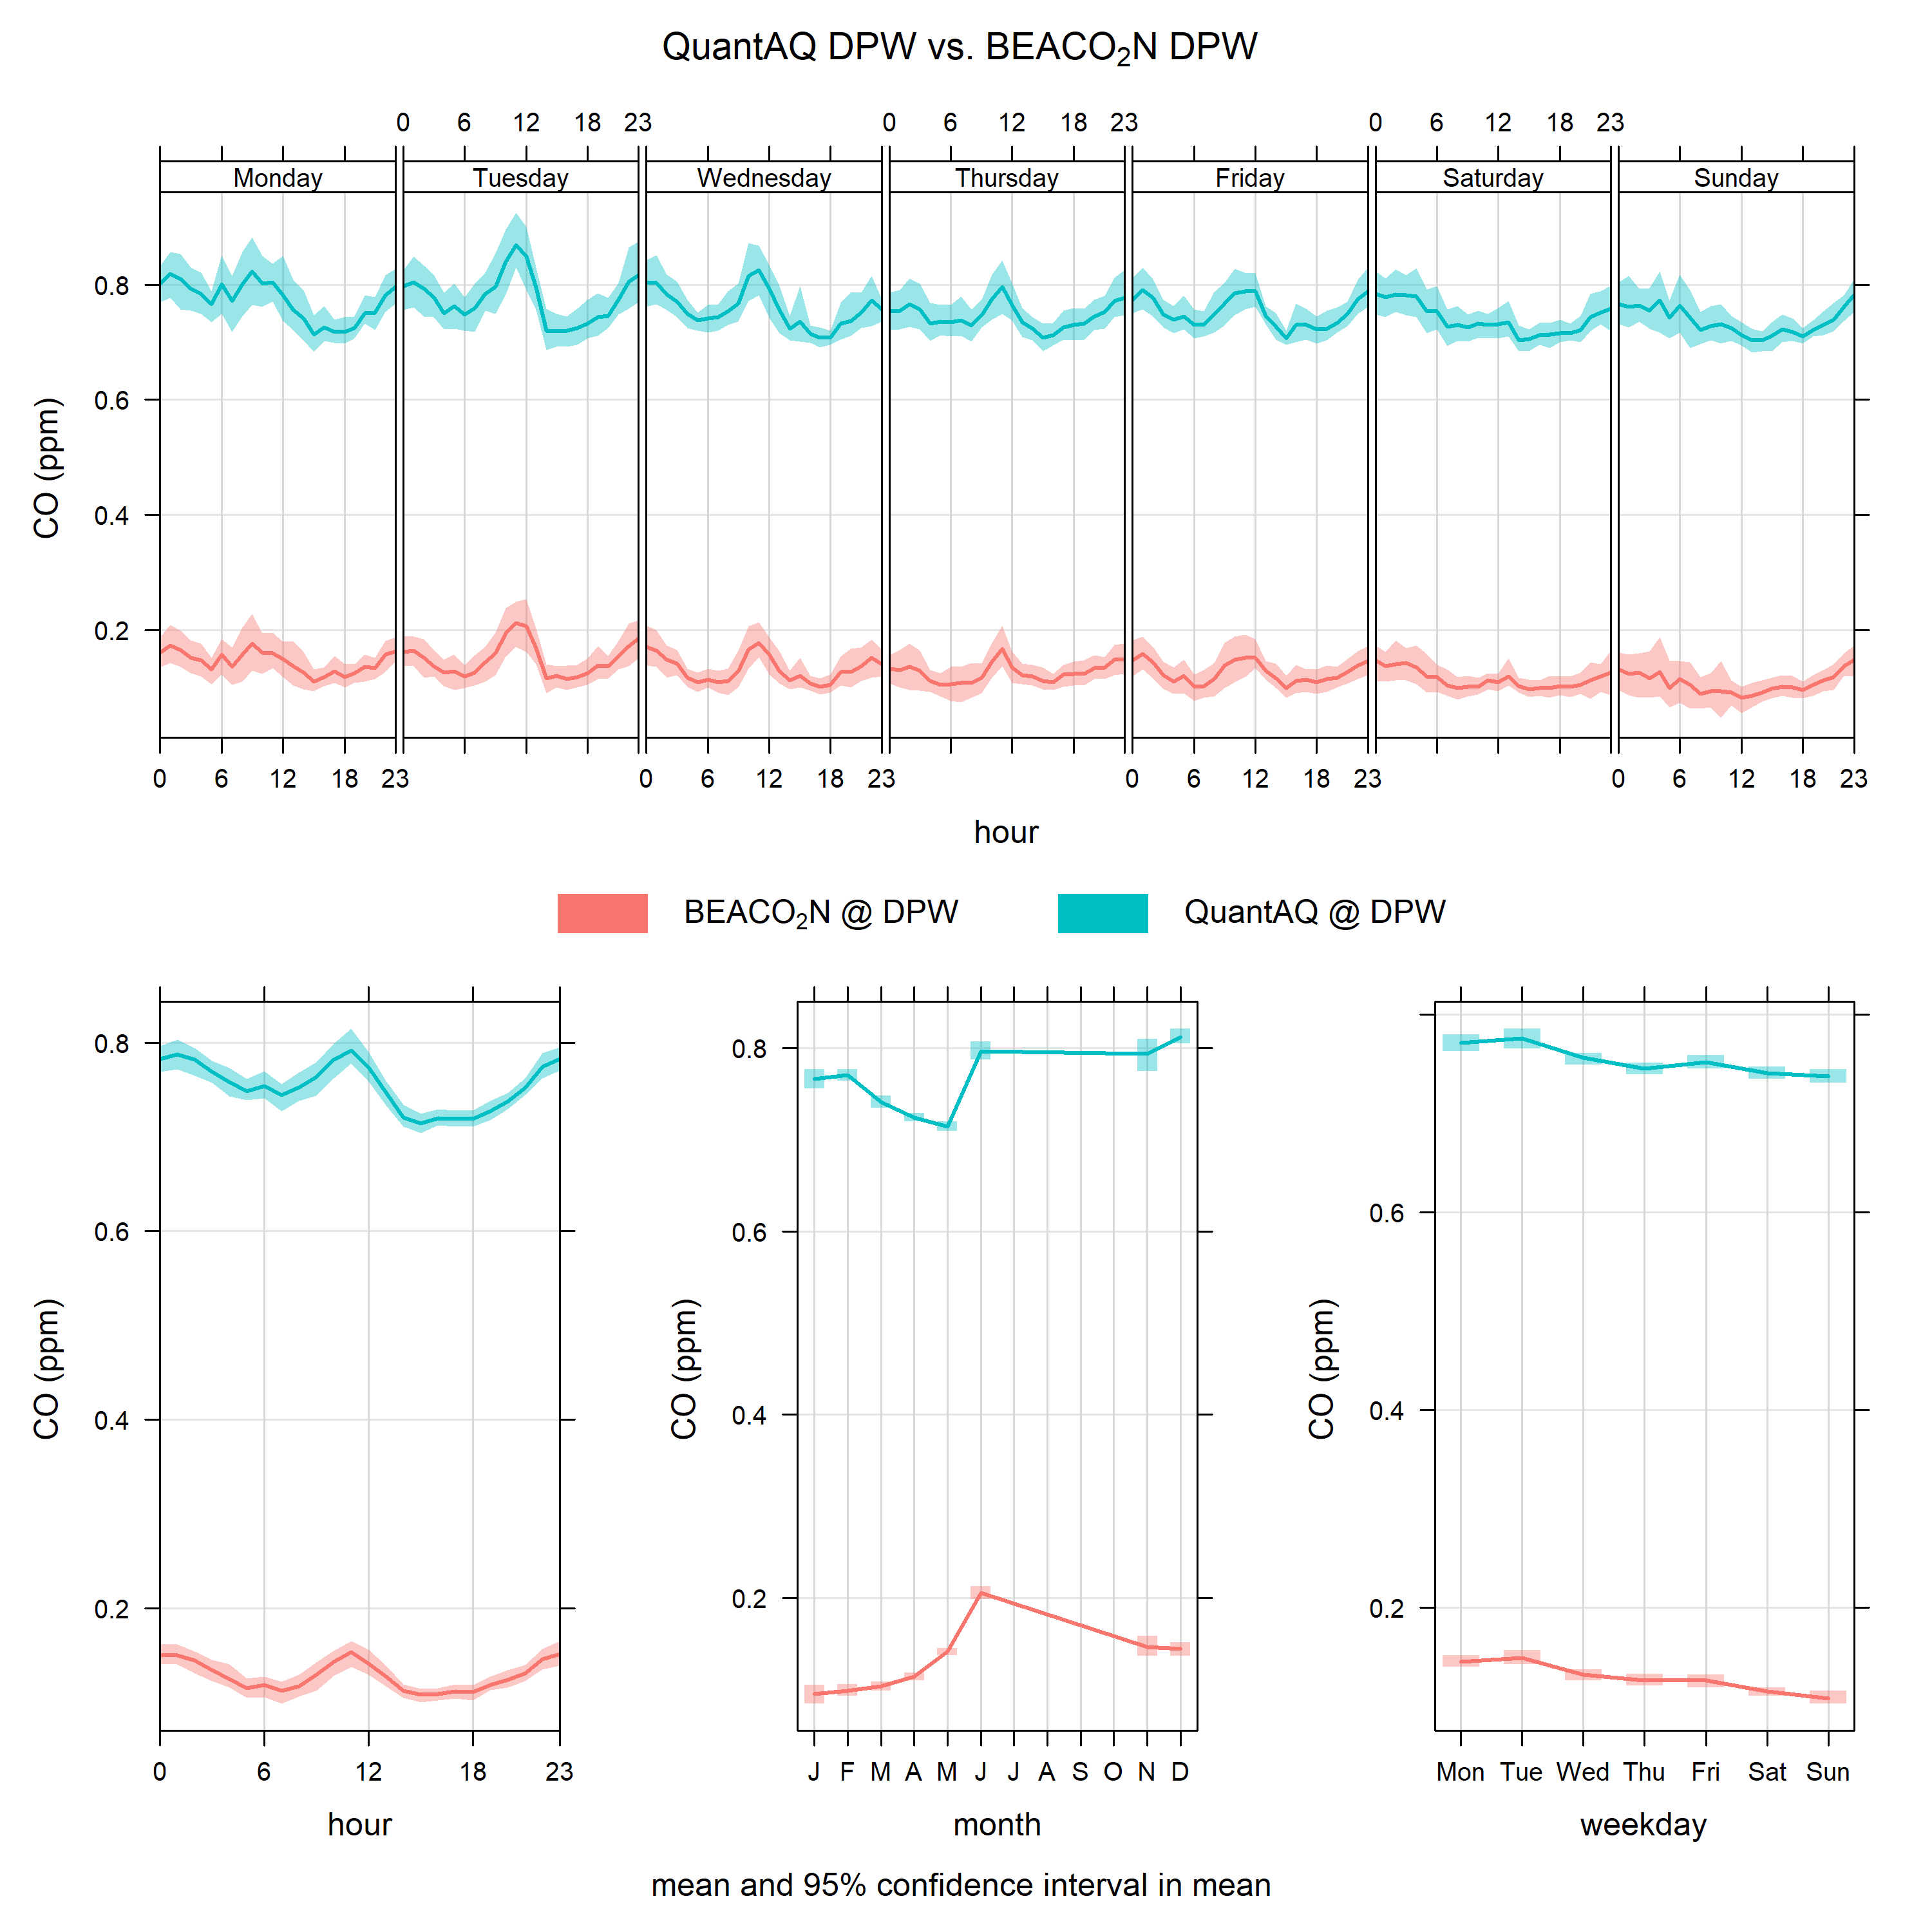 QuantAQ DPW vs. BEACO₂N DPW
0 6 12 18 23 0 6 12 18 23 0 6 12 18 23
Monday Tuesday Wednesday Thursday Friday Saturday Sunday
0.8
0.6
0.4
0.2
CO (ppm)
0 6 12 18 23 0 6 12 18 23 0 6 12 18 23 0 6 12 18 23
hour
BEACO₂N @ DPW QuantAQ @ DPW
0.8
0.6
0.4
0.2
CO (ppm)
0 6 12 18 23
hour
0.8
0.6
0.4
0.2
CO (ppm)
J F M A M J J A S O N D
month
0.6
0.4
0.2
CO (ppm)
Mon Tue Wed Thu Fri Sat Sun
weekday
mean and 95% confidence interval in mean